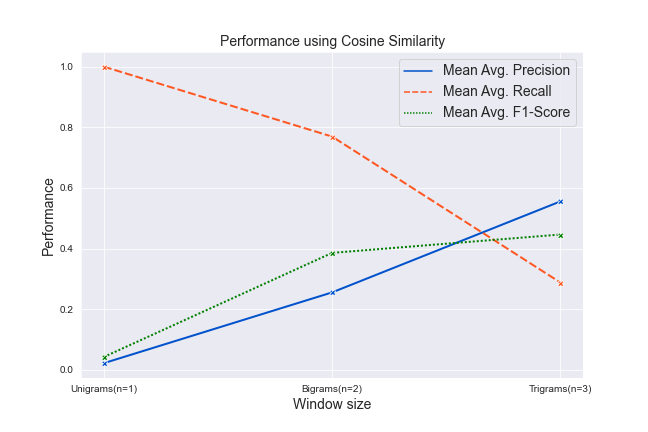 Performance using Cosine Similarity
Mean Avg. Precision
Mean Avg. Recall
Mean Avg. F1-Score
Performance
1.0
0.8
0.6
0.4
0.2
0.0
Unigrams(n=1) Bigrams(n=2) Trigrams(n=3)
Window size